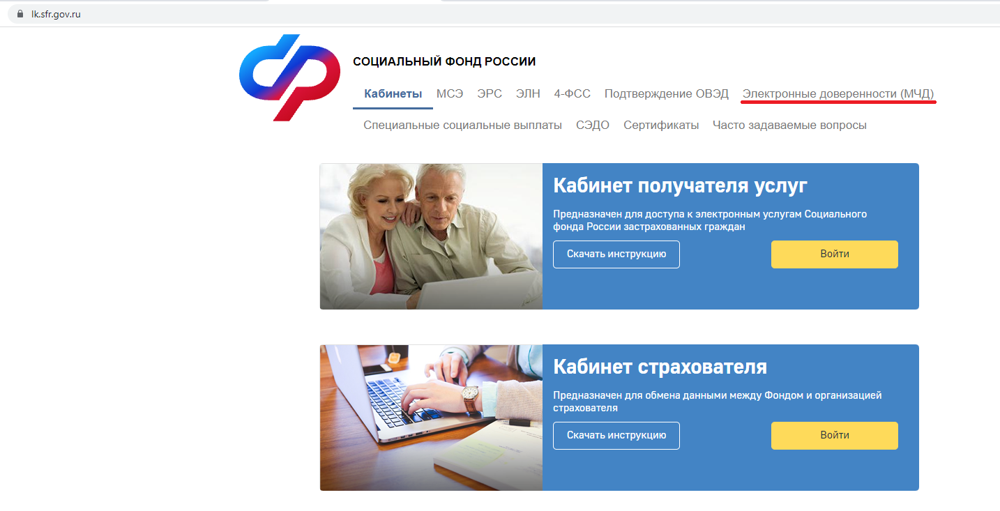 lk.sfr.gov.ru
СОЦИАЛЬНЫЙ ФОНД РОССИИ
Кабинеты МСЭ ЭРС ЭЛН 4-ФСС Подтверждение ОВЭД Электронные доверенности (МЧД)
Специальные социальные выплаты СЭДО Сертификаты Часто задаваемые вопросы
Кабинет получателя услуг
Предназначен для доступа к электронным услугам Социального
фонда России застрахованных граждан
Скачать инструкцию Войти
Кабинет страхователя
Предназначен для обмена данными между Фондом и организацией
страхователя
Скачать инструкцию Войти